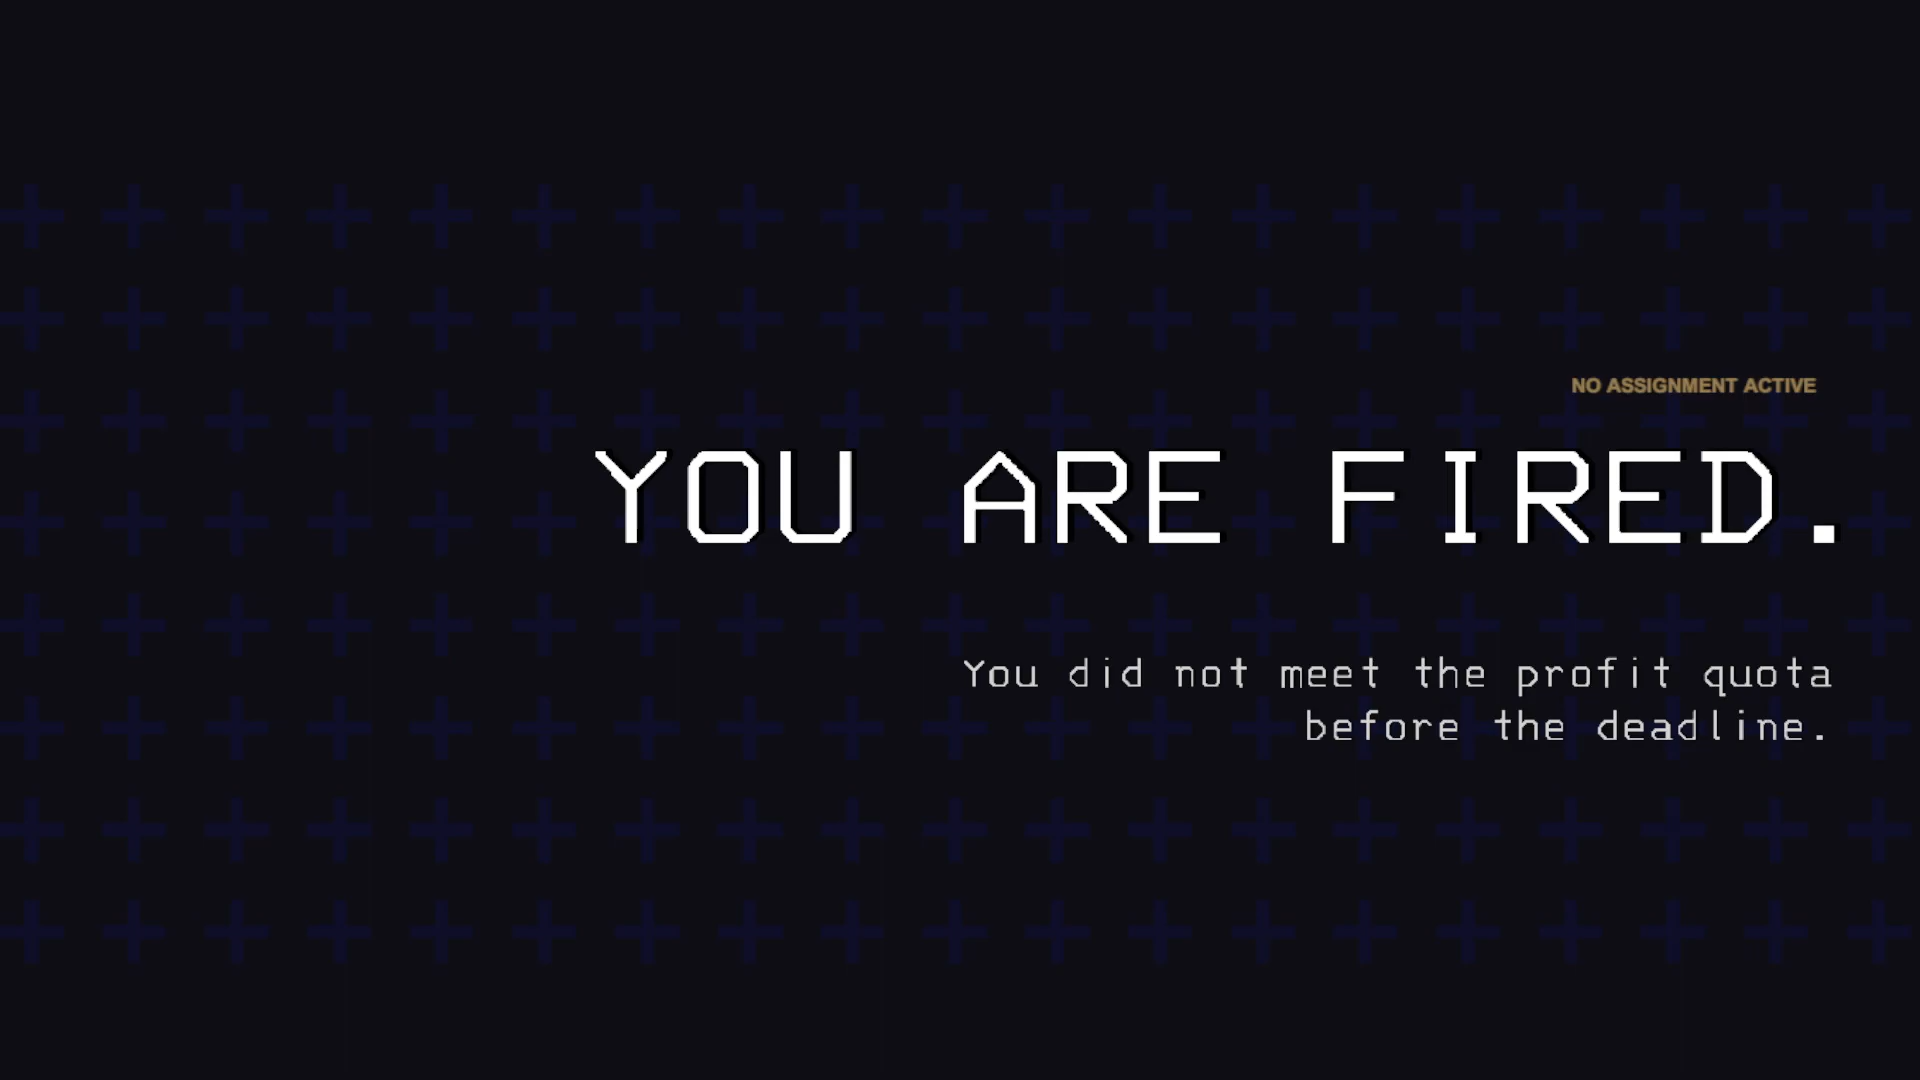 NO ASSIGNMENT ACTIVE
YOU ARE FIRED.
You did not meet the profit quota
before the deadline.